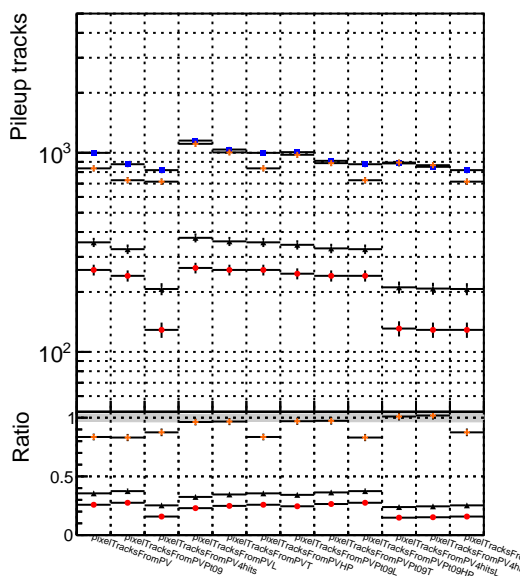 Pileup tracks
10³
10²
Ratio
1
0.5
0
pixelTracksFromPV
pixelTracksFromPVPt09
pixelTracksFromPV4hits
pixelTracksFromPVL
pixelTracksFromPVT
pixelTracksFromPVHP
pixelTracksFromPVPt09L
pixelTracksFromPVPt09T
pixelTracksFromPVPt09HP
pixelTracksFromPV4hitsL